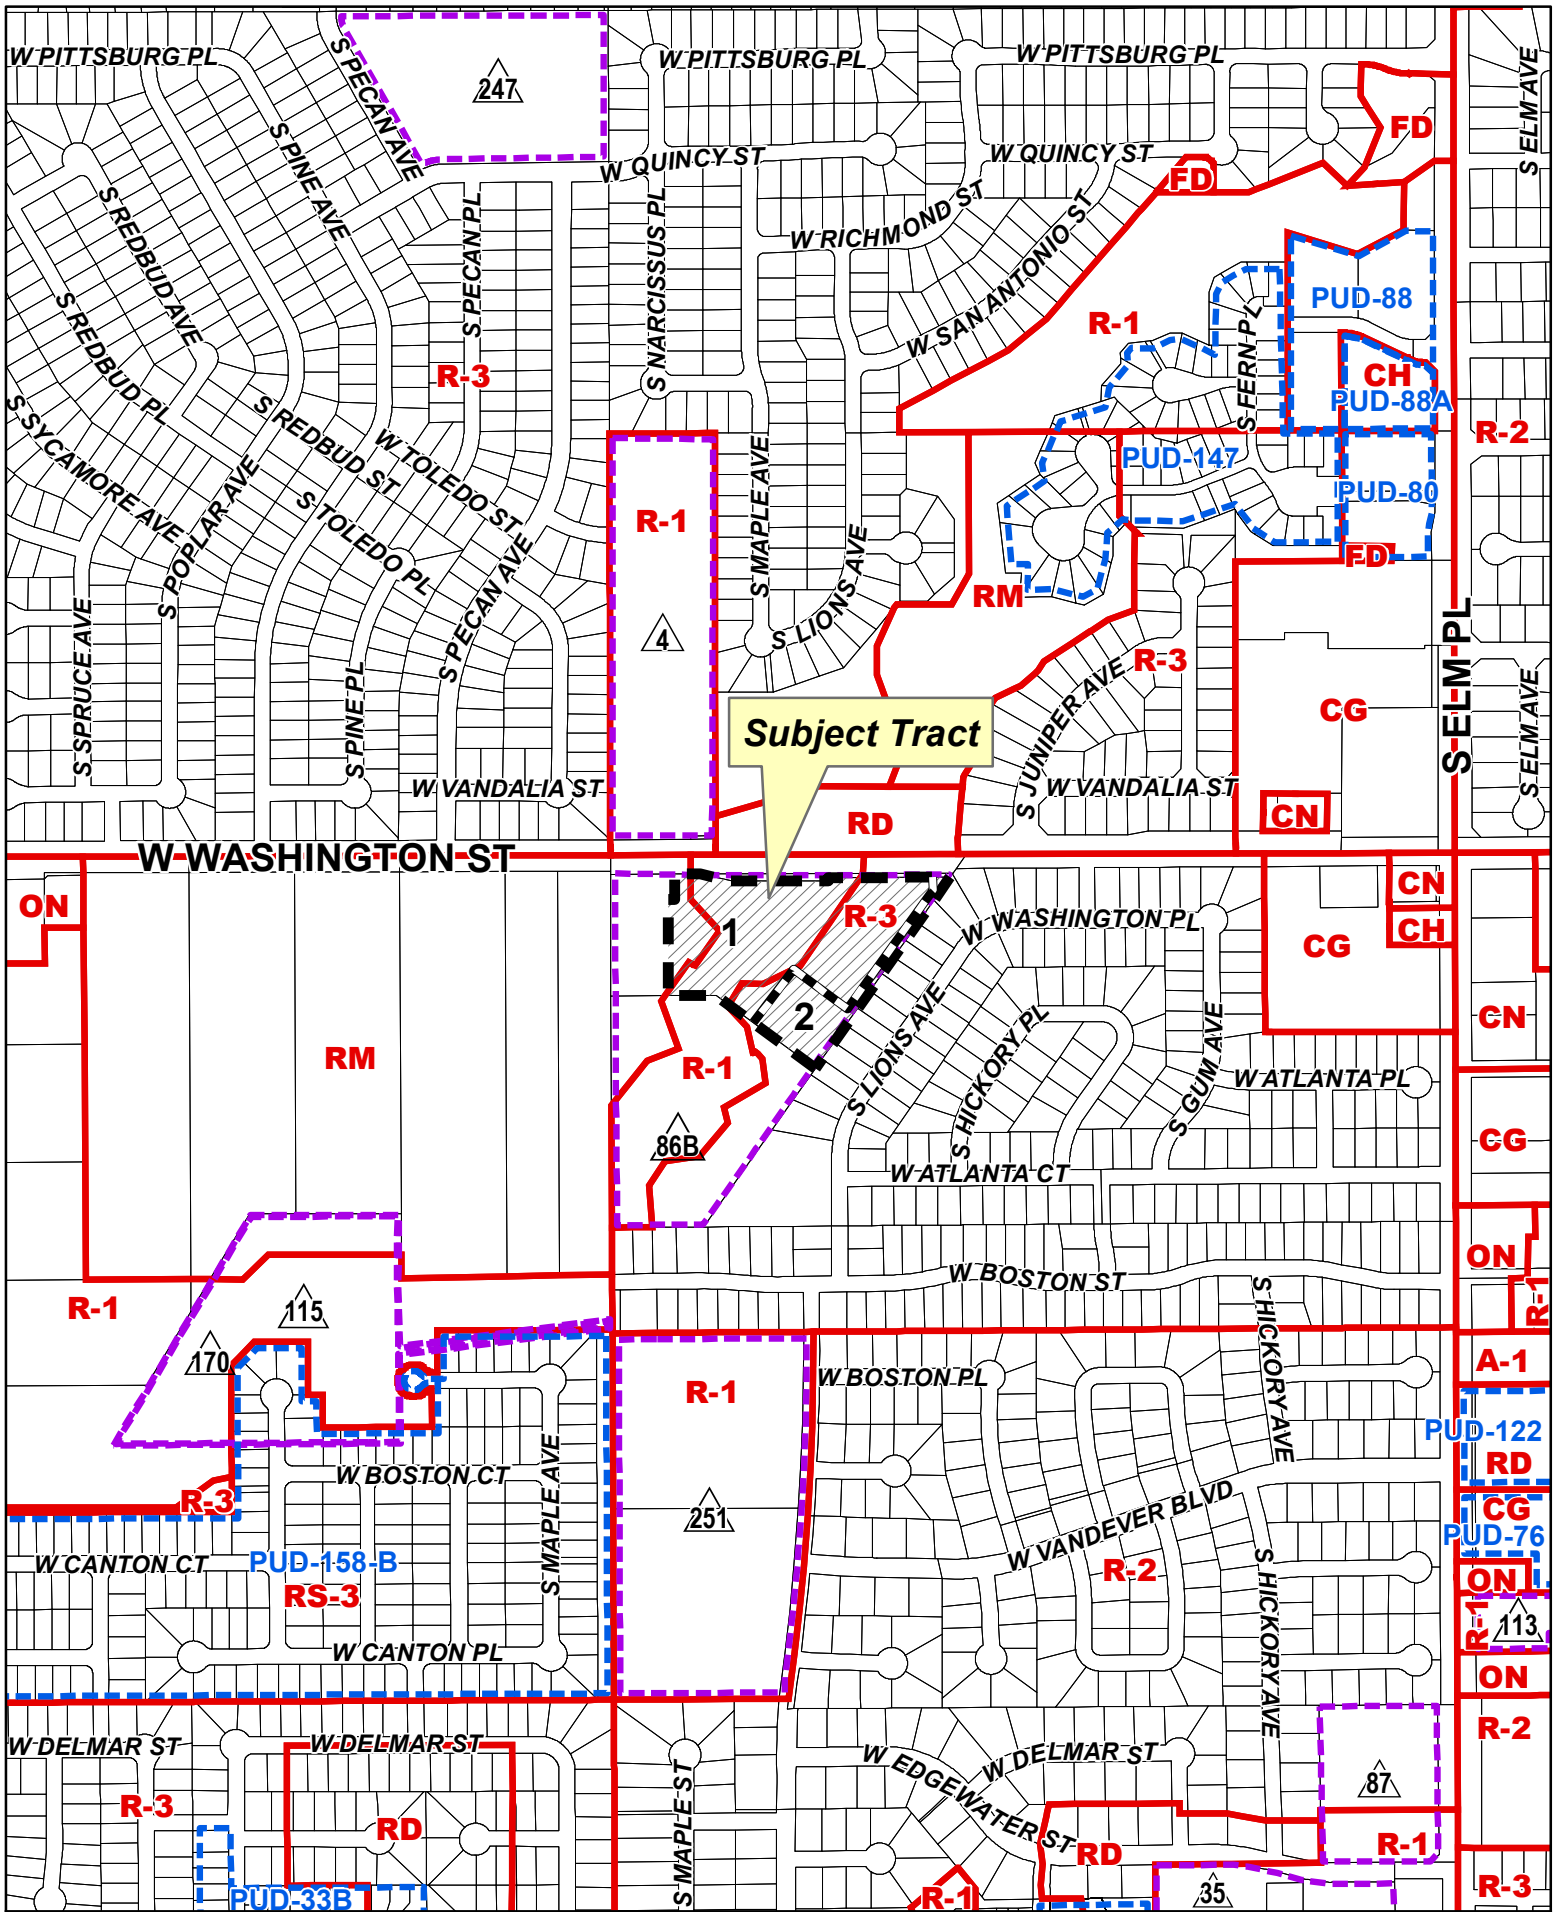 W PITTSBURG PL
S PECAN AVE
247
W PITTSBURG PL
W PITTSBURG PL
S ELM AVE
FD
S PINE AVE
W QUINCY ST
W QUINCY ST
FD
S REDBUD AVE
S PECAN PL
S NARCISSUS PL
W RICHMOND ST
W SAN ANTONIO ST
S REDBUD PL
R-1
PUD-88
S FERN PL
R-3
CH
PUD-88A
S SYCAMORE AVE
S REDBUD ST
W TOLEDO ST
R-2
S POPLAR AVE
S TOLEDO PL
R-1
S MAPLE AVE
PUD-147
PUD-80
S PECAN AVE
S LIONS AVE
FD
S SPRUCE AVE
RM
4
S PINE PL
R-3
S JUNIPER AVE
S ELM PL
S ELM AVE
CG
Subject Tract
W VANDALIA ST
W VANDALIA ST
RD
CN
W WASHINGTON ST
ON
CN
R-3
W WASHINGTON PL
1
CH
CG
2
CN
S LIONS AVE
S HICKORY PL
S GUM AVE
RM
R-1
W ATLANTA PL
86B
CG
W ATLANTA CT
ON
W BOSTON ST
R-1
R-1
115
S HICKORY AVE
170
A-1
R-1
W BOSTON PL
PUD-122
RD
W BOSTON CT
S MAPLE AVE
R-3
251
W VANDEVER BLVD
CG
PUD-76
W CANTON CT
PUD-158-B
RS-3
R-2
S HICKORY AVE
ON
R-1
113
W CANTON PL
ON
R-2
W DELMAR ST
W DELMAR ST
W EDGEWATER ST
W DELMAR ST
87
R-3
RD
S MAPLE ST
RD
R-1
PUD-33B
R-1
35
R-3